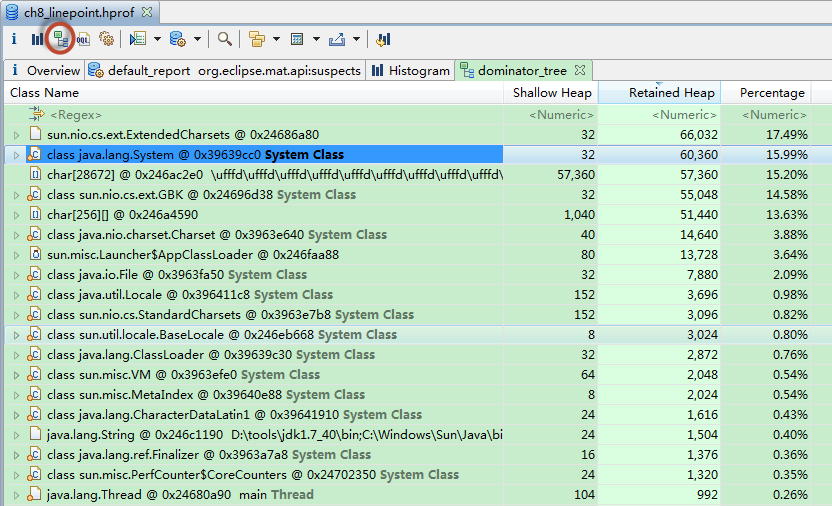 ch8_linepoint.hprof
i OQL
i Overview default_report org.eclipse.mat.api:suspects Histogram dominator_tree
Class Name Shallow Heap Retained Heap Percentage
<Regex> <Numeric> <Numeric> <Numeric>
sun.nio.cs.ext.ExtendedCharsets @ 0x24686a80 32 66,032 17.49%
class java.lang.System @ 0x39639cc0 System Class 32 60,360 15.99%
char[28672] @ 0x246ac2e0 \ufffd\ufffd\ufffd\ufffd\ufffd\ufffd\ufffd\ufffd\ufffd\ 57,360 57,360 15.20%
class sun.nio.cs.ext.GBK @ 0x24696d38 System Class 32 55,048 14.58%
char[256][] @ 0x246a4590 1,040 51,440 13.63%
class java.nio.charset.Charset @ 0x3963e640 System Class 40 14,640 3.88%
sun.misc.Launcher$AppClassLoader @ 0x246faa88 80 13,728 3.64%
class java.io.File @ 0x3963fa50 System Class 32 7,880 2.09%
class java.util.Locale @ 0x396411c8 System Class 152 3,696 0.98%
class sun.nio.cs.StandardCharsets @ 0x3963e7b8 System Class 152 3,096 0.82%
class sun.util.locale.BaseLocale @ 0x246eb668 System Class 8 3,024 0.80%
class java.lang.ClassLoader @ 0x39639c30 System Class 32 2,872 0.76%
class sun.misc.VM @ 0x3963efe0 System Class 64 2,048 0.54%
class sun.misc.MetaIndex @ 0x39640e88 System Class 8 2,024 0.54%
class java.lang.CharacterDataLatin1 @ 0x39641910 System Class 24 1,616 0.43%
java.lang.String @ 0x246c1190 D:\tools\jdk1.7_40\bin;C:\Windows\Sun\Java\bi 24 1,504 0.40%
class java.lang.ref.Finalizer @ 0x3963a7a8 System Class 16 1,376 0.36%
class sun.misc.PerfCounter$CoreCounters @ 0x24702350 System Class 24 1,320 0.35%
java.lang.Thread @ 0x24680a90 main Thread 104 992 0.26%